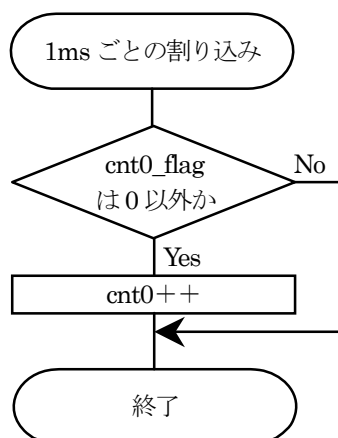 1ms ごとの割り込み
cnt0_flag
は 0 以外か
No
Yes
cnt0＋＋
終了